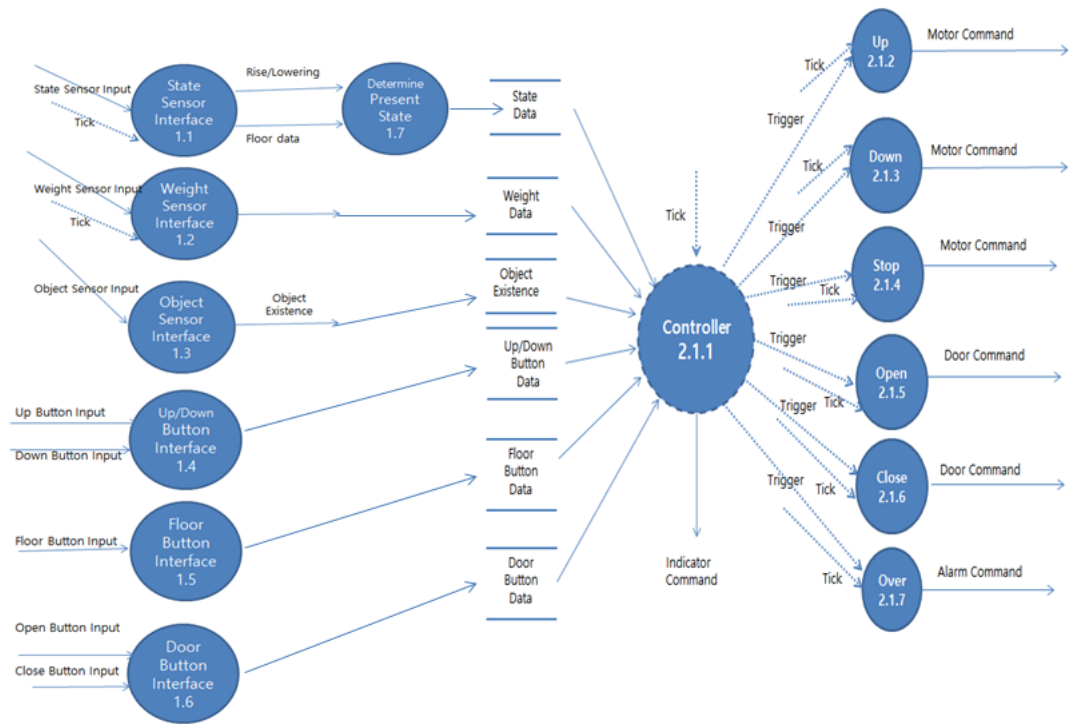 State Sensor Input
Tick
State
Sensor
Interface
1.1
Rise/Lowering
Floor data
Determine
Present
State
1.7
State
Data
Weight Sensor Input
Tick
Weight
Sensor
Interface
1.2
Weight
Data
Object Sensor Input
Object
Sensor
Interface
1.3
Object
Existence
Object
Existence
Up Button Input
Down Button Input
Up/Down
Button
Interface
1.4
Up/Down
Button
Data
Floor Button Input
Floor
Button
Interface
1.5
Floor
Button
Data
Open Button Input
Close Button Input
Door
Button
Interface
1.6
Door
Button
Data
Tick
Controller
2.1.1
Indicator
Command
Tick
Trigger
Up
2.1.2
Motor Command
Tick
Trigger
Down
2.1.3
Motor Command
Trigger
Tick
Stop
2.1.4
Motor Command
Trigger
Tick
Open
2.1.5
Door Command
Trigger
Tick
Close
2.1.6
Door Command
Trigger
Tick
Over
2.1.7
Alarm Command